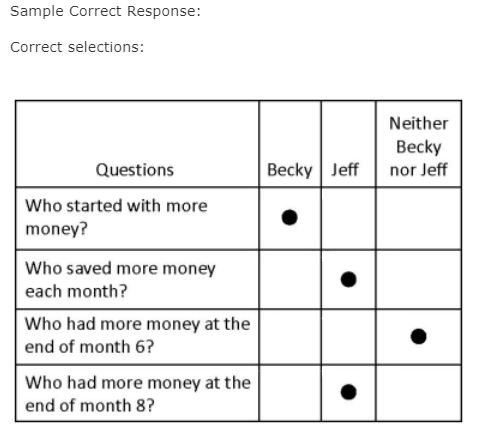 Sample Correct Response:
Correct selections:
Questions
Becky
Jeff
Neither
Becky
nor Jeff
Who started with more
money?
Who saved more money
each month?
Who had more money at the
end of month 6?
Who had more money at the
end of month 8?